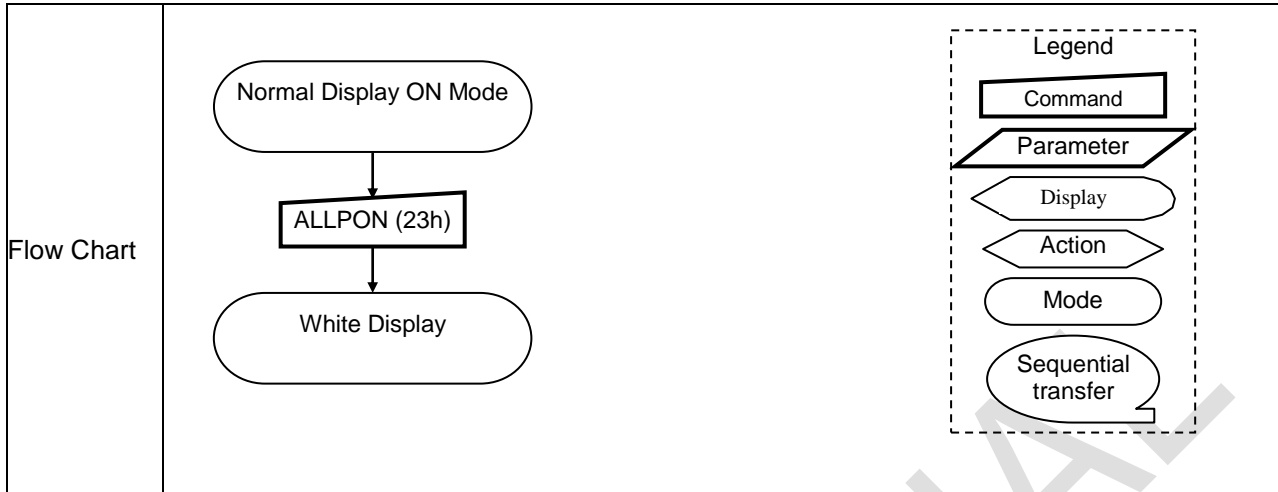 Flow Chart
Normal Display ON Mode
ALLPON (23h)
White Display
Legend
Command
Parameter
Display
Action
Mode
Sequential
transfer